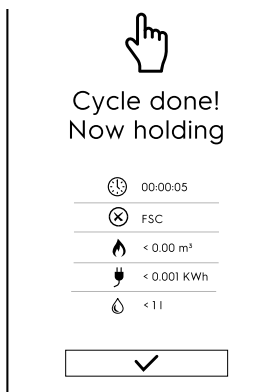 Cycle done!
Now holding
00:00:05
FSC
< 0.00 m³
< 0.001 KWh
< 1 l